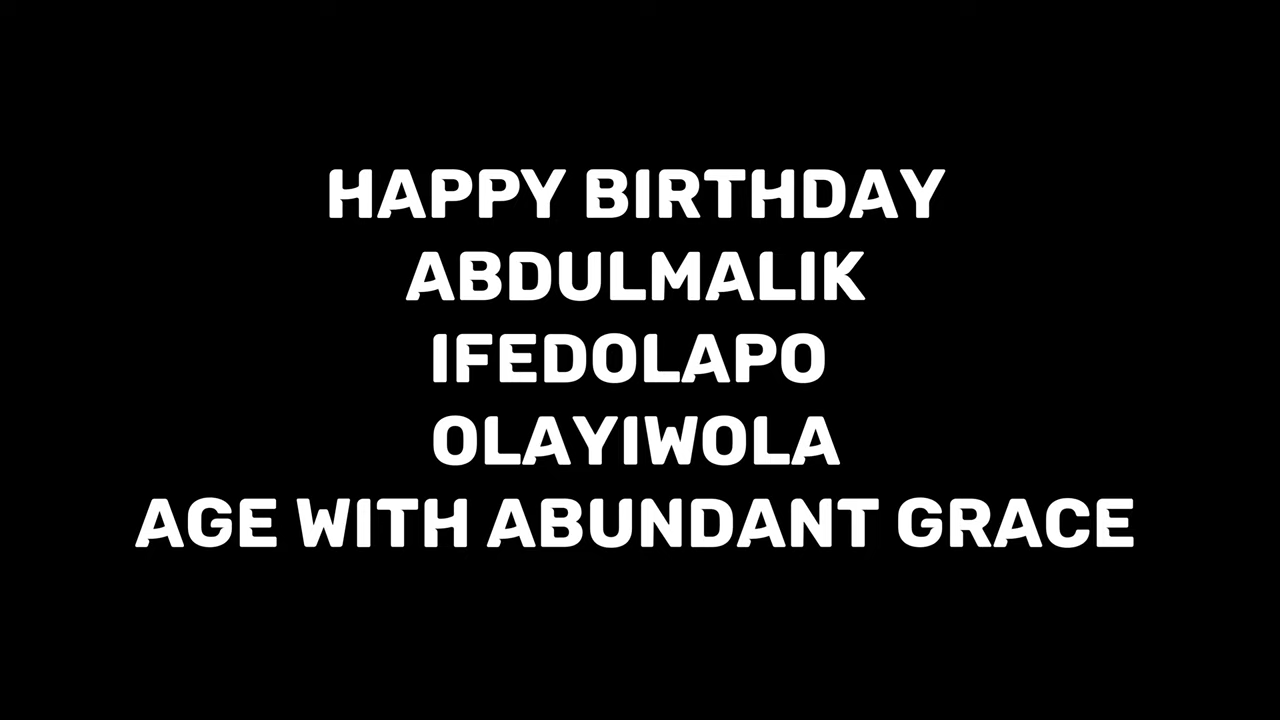 HAPPY BIRTHDAY
ABDULMALIK
IFEDOLAPO
OLAYIWOLA
AGE WITH ABUNDANT GRACE